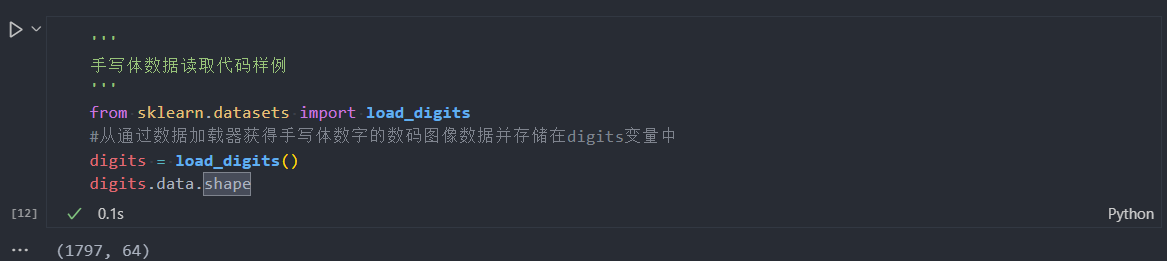 '''
手写体数据读取代码样例
'''
from sklearn.datasets import load_digits
#从通过数据加载器获得手写体数字的数码图像数据并存储在digits变量中
digits = load_digits()
digits.data.shape
[12] 0.1s Python
... (1797, 64)